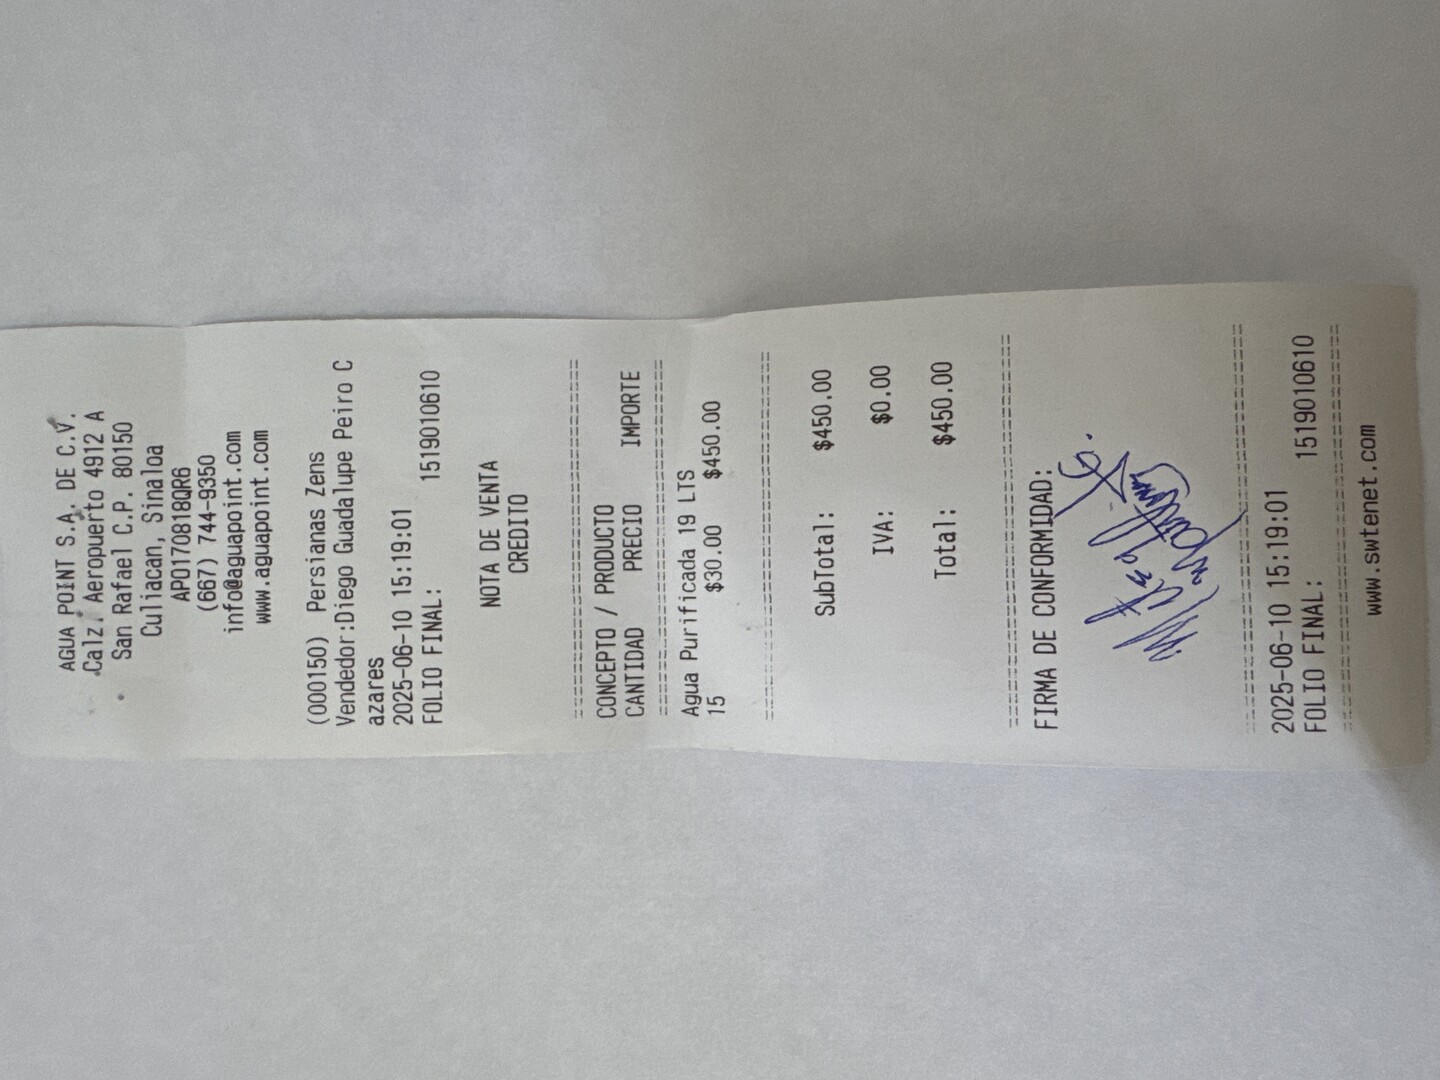 AGUA POINT S.A. DE C.V.
Calz. Aeropuerto 4912 A
San Rafael C.P. 80150
Culiacan, Sinaloa
APO170818QR6
(667) 744-9350
info@aguapoint.com
www.aguapoint.com
(000150) Persianas Zens
Vendedor:Diego Guadalupe Peiro C
azares
2025-06-10 15:19:01
FOLIO FINAL: 1519010610
NOTA DE VENTA
CREDITO
CONCEPTO / PRODUCTO
CANTIDAD PRECIO IMPORTE
Agua Purificada 19 LTS
15 $30.00 $450.00
SubTotal: $450.00
IVA: $0.00
Total: $450.00
FIRMA DE CONFORMIDAD:
2025-06-10 15:19:01
FOLIO FINAL: 1519010610
www.swtenet.com